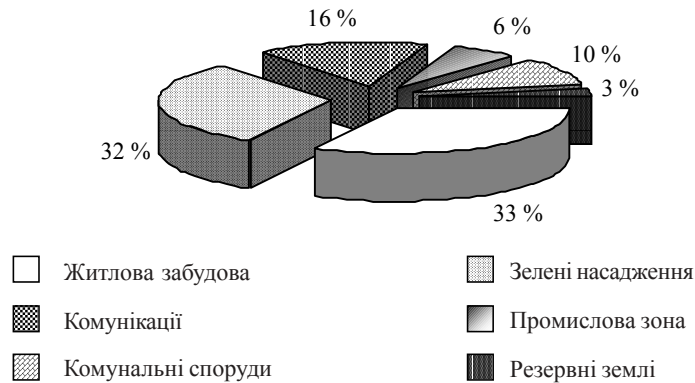 16 %
6 %
10 %
3 %
32 %
33 %
Житлова забудова
Зелені насадження
Комунікації
Промислова зона
Комунальні споруди
Резервні землі